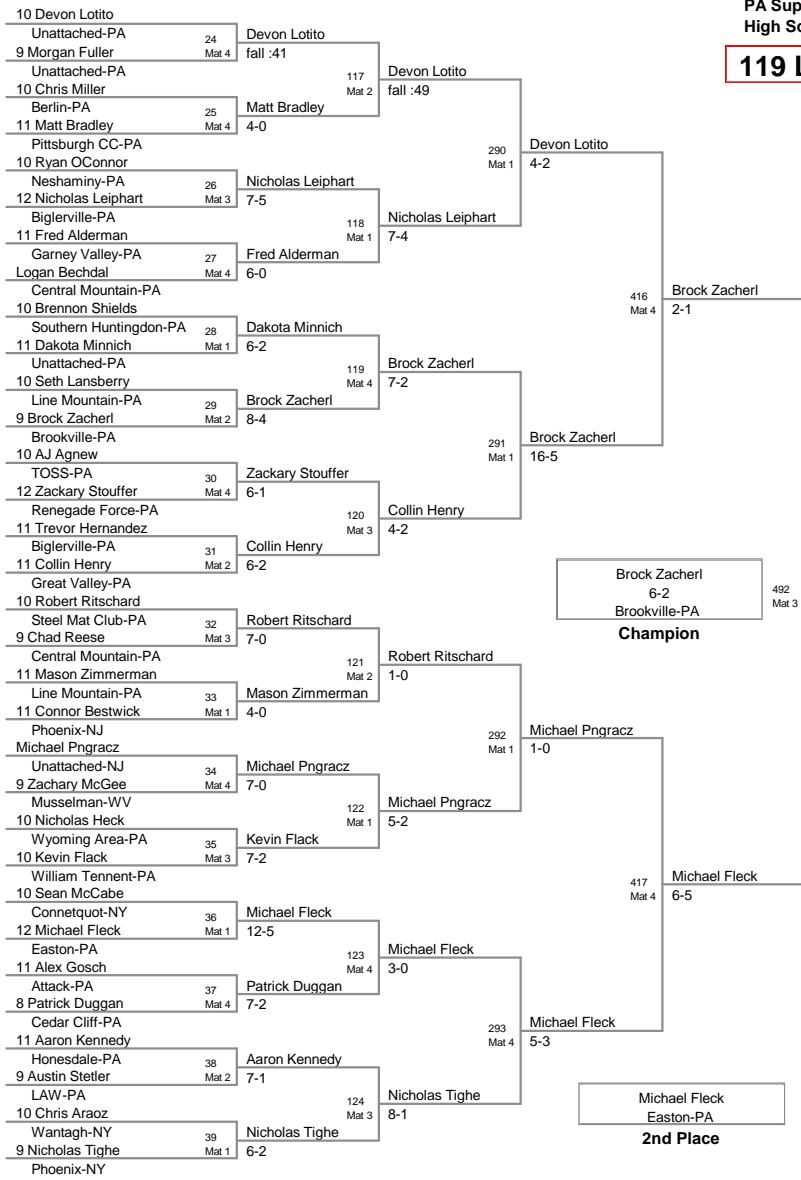 PA Sup
High Sc
119 L
10 Devon Lotito
Unattached-PA
24
Mat 4
Devon Lotito
fall :41
9 Morgan Fuller
Unattached-PA
117
Mat 2
Devon Lotito
fall :49
10 Chris Miller
Berlin-PA
25
Mat 4
Matt Bradley
4-0
11 Matt Bradley
Pittsburgh CC-PA
290
Mat 1
Devon Lotito
4-2
10 Ryan OConnor
Neshaminy-PA
26
Mat 3
Nicholas Leiphart
7-5
12 Nicholas Leiphart
Biglerville-PA
118
Mat 1
Nicholas Leiphart
7-4
11 Fred Alderman
Garney Valley-PA
27
Mat 4
Fred Alderman
6-0
Logan Bechdal
Central Mountain-PA
416
Mat 4
Brock Zacherl
2-1
10 Brennon Shields
Southern Huntingdon-PA
28
Mat 1
Dakota Minnich
6-2
11 Dakota Minnich
Unattached-PA
119
Mat 4
Brock Zacherl
7-2
10 Seth Lansberry
Line Mountain-PA
29
Mat 2
Brock Zacherl
8-4
9 Brock Zacherl
Brookville-PA
291
Mat 1
Brock Zacherl
16-5
10 AJ Agnew
TOSS-PA
30
Mat 4
Zackary Stouffer
6-1
12 Zackary Stouffer
Renegade Force-PA
120
Mat 3
Collin Henry
4-2
11 Trevor Hernandez
Biglerville-PA
31
Mat 2
Collin Henry
6-2
11 Collin Henry
Great Valley-PA
Brock Zacherl
6-2
Brookville-PA
492
Mat 3
Champion
10 Robert Ritschard
Steel Mat Club-PA
32
Mat 3
Robert Ritschard
7-0
9 Chad Reese
Central Mountain-PA
121
Mat 2
Robert Ritschard
1-0
11 Mason Zimmerman
Line Mountain-PA
33
Mat 1
Mason Zimmerman
4-0
11 Connor Bestwick
Phoenix-NJ
292
Mat 1
Michael Pngracz
1-0
Michael Pngracz
Unattached-NJ
34
Mat 4
Michael Pngracz
7-0
9 Zachary McGee
Musselman-WV
122
Mat 1
Michael Pngracz
5-2
10 Nicholas Heck
Wyoming Area-PA
35
Mat 3
Kevin Flack
7-2
10 Kevin Flack
William Tennent-PA
417
Mat 4
Michael Fleck
6-5
10 Sean McCabe
Connetquot-NY
36
Mat 1
Michael Fleck
12-5
12 Michael Fleck
Easton-PA
123
Mat 4
Michael Fleck
3-0
11 Alex Gosch
Attack-PA
37
Mat 4
Patrick Duggan
7-2
8 Patrick Duggan
Cedar Cliff-PA
293
Mat 4
Michael Fleck
5-3
11 Aaron Kennedy
Honesdale-PA
38
Mat 2
Aaron Kennedy
7-1
9 Austin Stetler
LAW-PA
124
Mat 3
Nicholas Tighe
8-1
10 Chris Araoz
Wantagh-NY
39
Mat 1
Nicholas Tighe
6-2
9 Nicholas Tighe
Phoenix-NY
Michael Fleck
Easton-PA
2nd Place